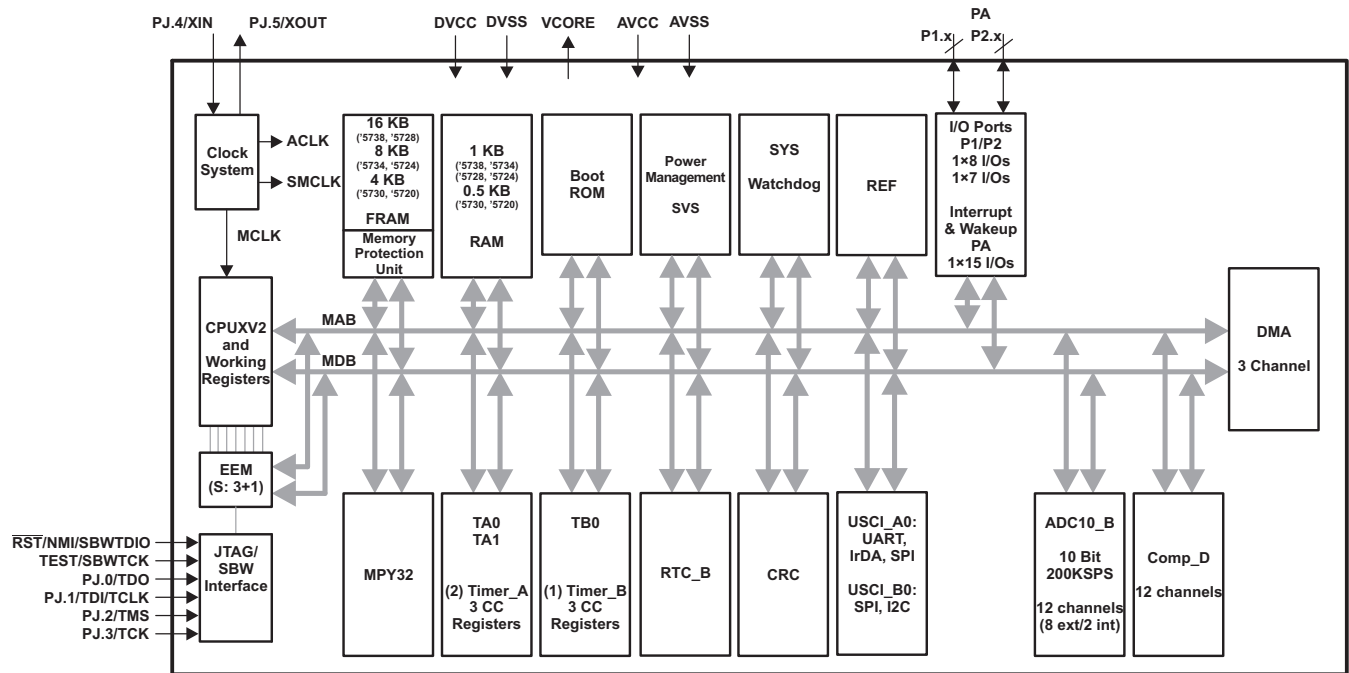 PJ.4/XIN
PJ.5/XOUT
DVCC
DVSS
VCORE
AVCC
AVSS
PA
P1.x
P2.x
Clock
System
ACLK
SMCLK
MCLK
16 KB
('5738, '5728)
8 KB
('5734, '5724)
4 KB
('5730, '5720)
FRAM
Memory
Protection
Unit
1 KB
('5738, '5734)
('5728, '5724)
0.5 KB
('5730, '5720)
RAM
Boot
ROM
Power
Management
SVS
SYS
Watchdog
REF
I/O Ports
P1/P2
1×8 I/Os
1×7 I/Os
Interrupt
& Wakeup
PA
1×15 I/Os
CPUXV2
and
Working
Registers
MAB
MDB
DMA
3 Channel
EEM
(S: 3+1)
RST/NMI/SBWTDIO
TEST/SBWTCK
PJ.0/TDO
PJ.1/TDI/TCLK
PJ.2/TMS
PJ.3/TCK
JTAG/
SBW
Interface
MPY32
TA0
TA1
(2) Timer_A
3 CC
Registers
TB0
(1) Timer_B
3 CC
Registers
RTC_B
CRC
USCI_A0:
UART,
IrDA, SPI
USCI_B0:
SPI, I2C
ADC10_B
10 Bit
200KSPS
12 channels
(8 ext/2 int)
Comp_D
12 channels